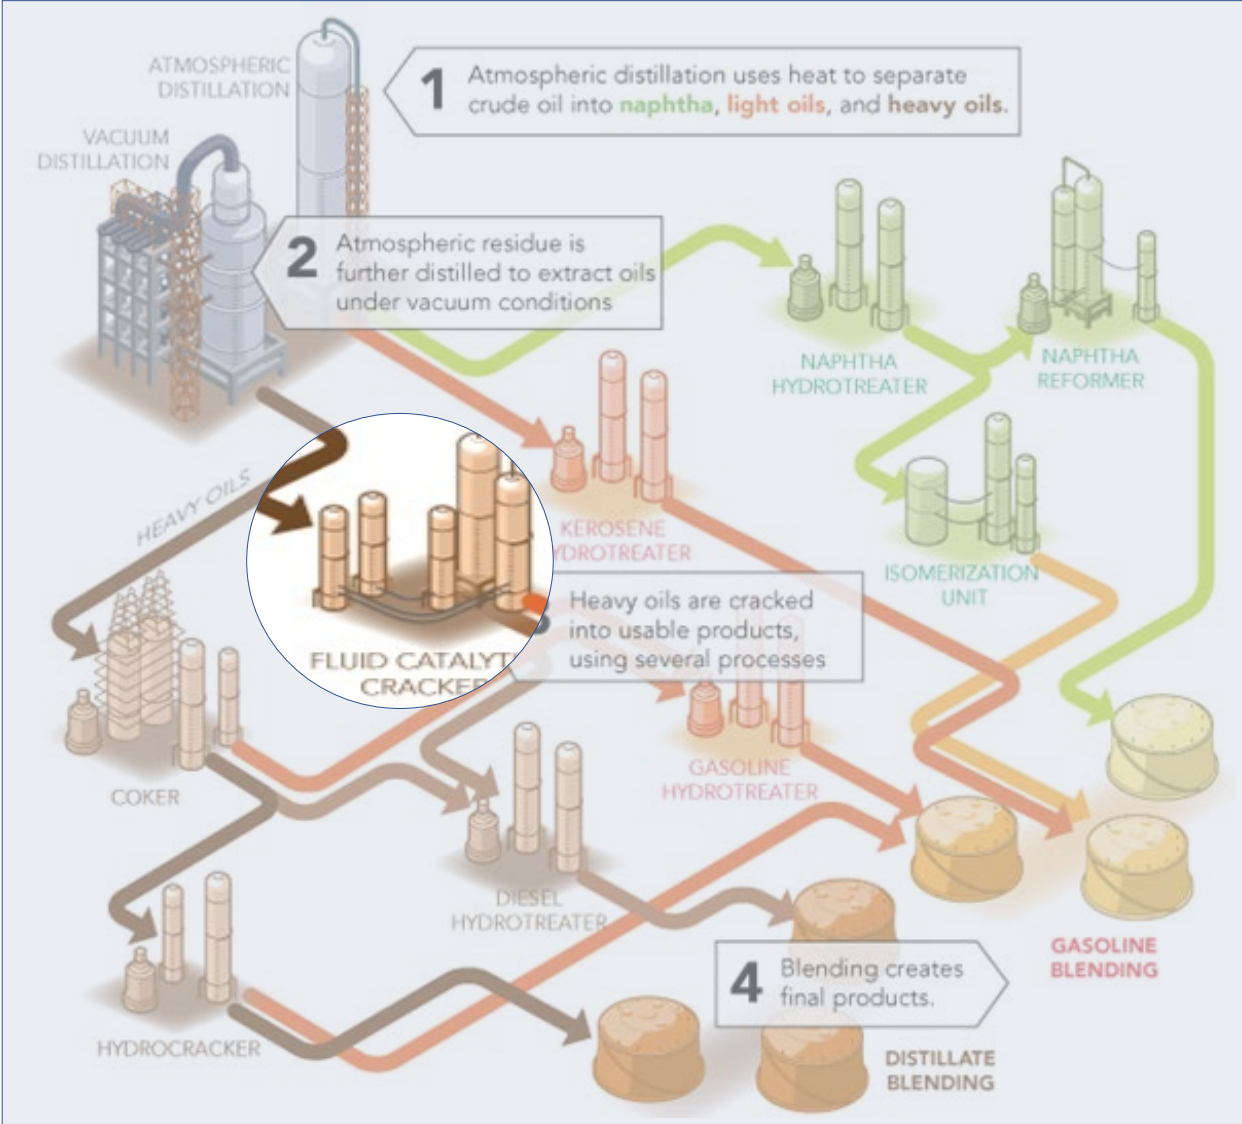 ATMOSPHERIC
DISTILLATION
1
Atmospheric distillation uses heat to separate
crude oil into naphtha, light oils, and heavy oils.
VACUUM
DISTILLATION
2
Atmospheric residue is
further distilled to extract oils
under vacuum conditions
NAPHTHA
HYDROTREATER
NAPHTHA
REFORMER
HEAVY OILS
KEROSENE
YDROTREATER
ISOMERIZATION
UNIT
Heavy oils are cracked
into usable products,
using several processes
FLUID CATALYT
CRACKE
GASOLINE
HYDROTREATER
COKER
DIESEL
HYDROTREATER
GASOLINE
BLENDING
4
Blending creates
final products.
HYDROCRACKER
DISTILLATE
BLENDING